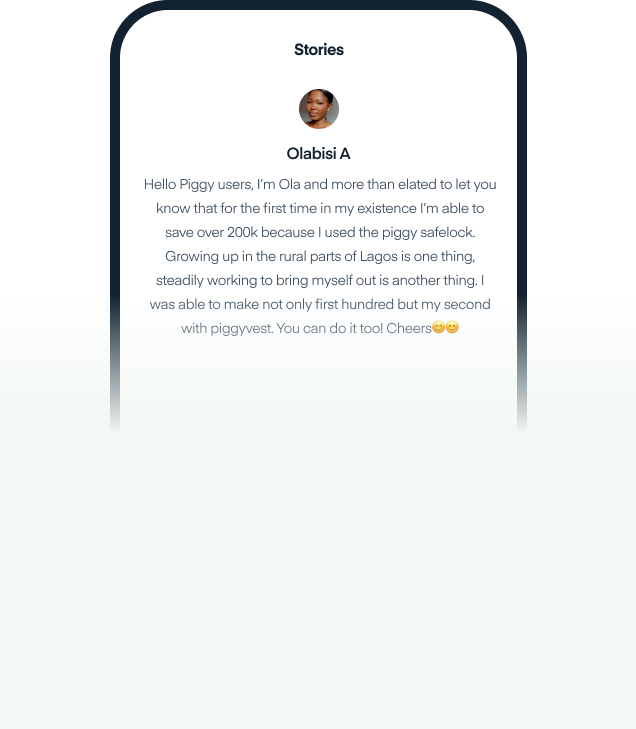 Stories
Olabisi A
Hello Piggy users, I’m Ola and more than elated to let you
know that for the first time in my existence I’m able to
save over 200k because I used the piggy safelock.
Growing up in the rural parts of Lagos is one thing,
steadily working to bring myself out is another thing. I
was able to make not only first hundred but my second
with piggyvest. You can do it too! Cheers😊😊